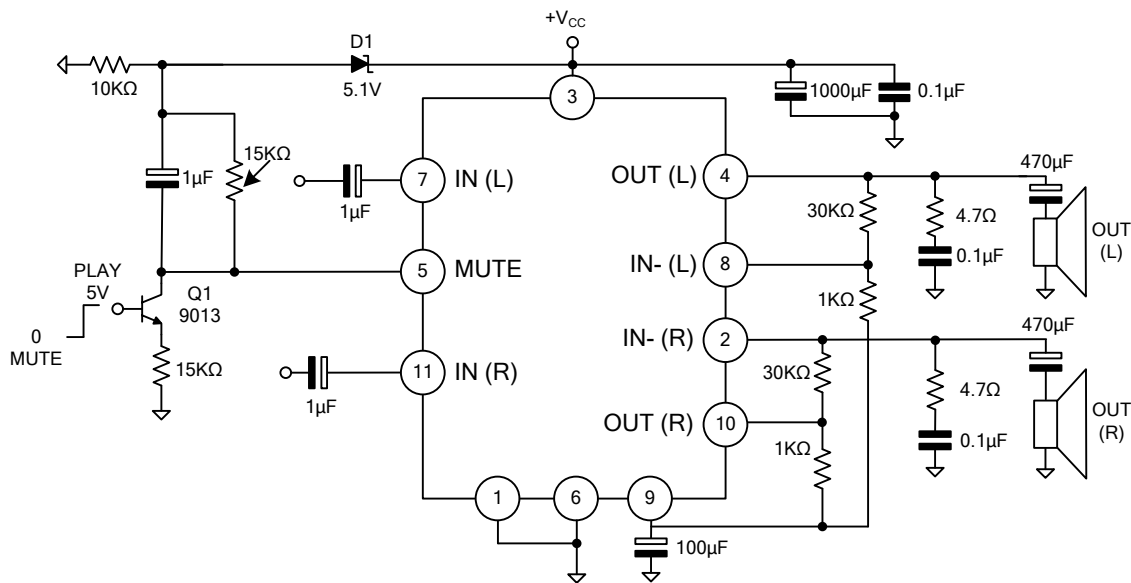 +VCC
D1
5.1V
10KΩ
3
1000µF
0.1µF
15KΩ
1µF
7
IN (L)
1µF
OUT (L)
4
470µF
30KΩ
4.7Ω
0.1µF
OUT
(L)
5
MUTE
IN- (L)
8
1KΩ
PLAY
5V
Q1
9013
0
MUTE
15KΩ
IN- (R)
2
470µF
11
IN (R)
1µF
30KΩ
4.7Ω
0.1µF
OUT
(R)
OUT (R)
10
1KΩ
1
6
9
100µF